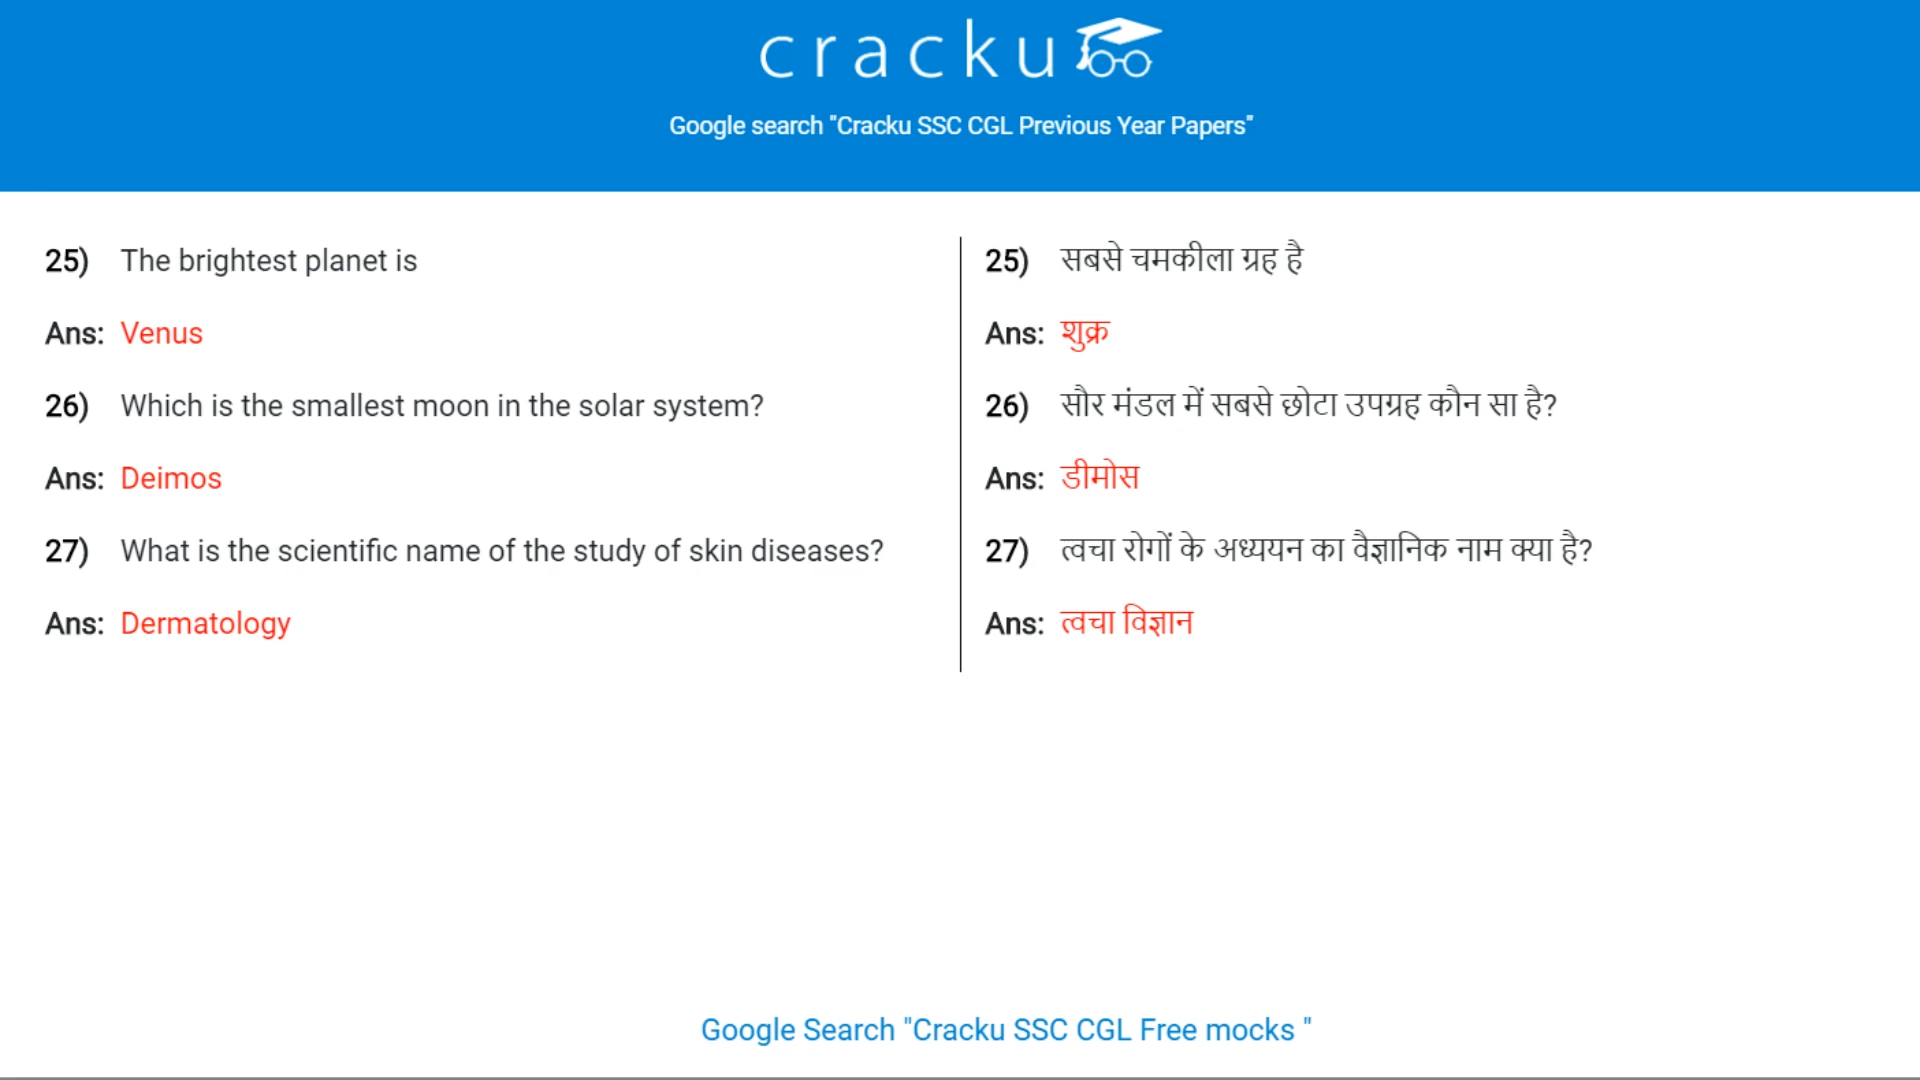 cracku
Google search "Cracku SSC CGL Previous Year Papers"
25) The brightest planet is
Ans: Venus
26) Which is the smallest moon in the solar system?
Ans: Deimos
27) What is the scientific name of the study of skin diseases?
Ans: Dermatology
25) सबसे चमकीला ग्रह है
Ans: शुक्र
26) सौर मंडल में सबसे छोटा उपग्रह कौन सा है?
Ans: डीमोस
27) त्वचा रोगों के अध्ययन का वैज्ञानिक नाम क्या है?
Ans: त्वचा विज्ञान
Google Search "Cracku SSC CGL Free mocks "